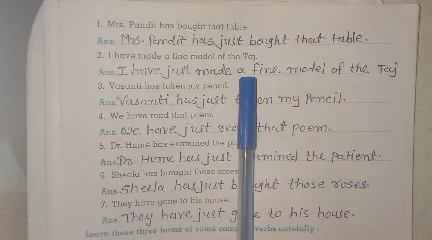 1. Mrs. Pandit has bought that table.
Ans. Mrs. Pandit has just bought that table.
2. I have made a fine model of the Taj.
Ans. I have just made a fine model of the Taj
3. Vasanti has taken my pencil.
Ans. Vasanti has just en my Pencil.
4. We have read that poem.
Ans. We have just that poem.
5. Dr. Hume has examined the
Ans. Dr. Hume has just mined the patient.
6. Sheela has bought those roses
Ans. Sheela has just b ght those roses.
7. They have gone to his house.
Ans. They have just g e to his house.
Learn these three forms of some com verbs carefully: